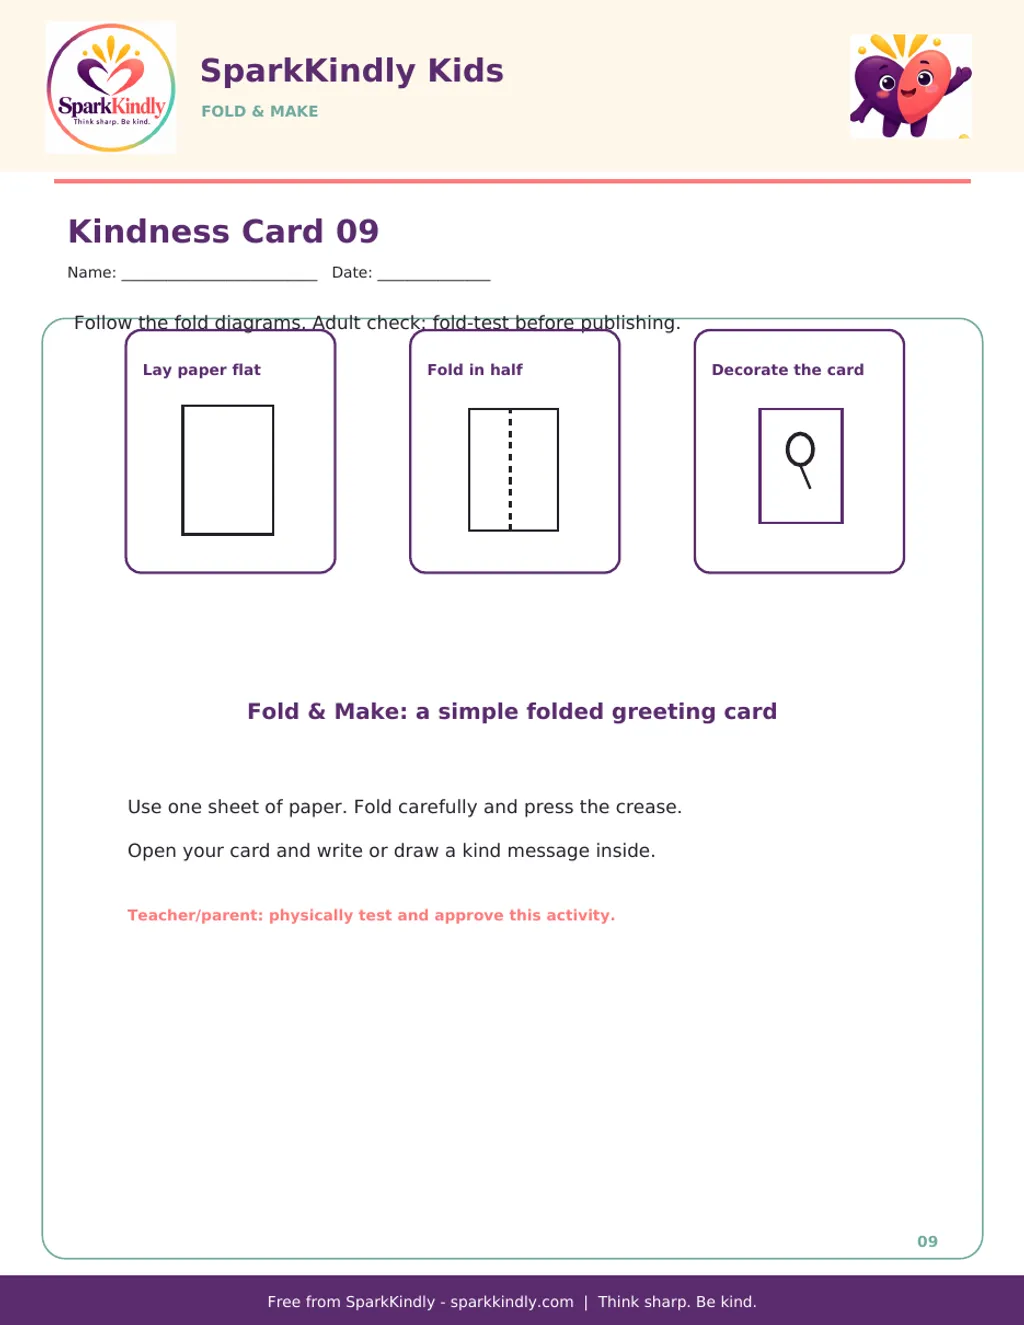 SparkKindly
Think sharp. Be kind.
SparkKindly Kids
FOLD & MAKE
Kindness Card 09
Name: __________________________ Date: _______________
Follow the fold diagrams. Adult check: fold-test before publishing.
Lay paper flat
Fold in half
Decorate the card
Fold & Make: a simple folded greeting card
Use one sheet of paper. Fold carefully and press the crease.
Open your card and write or draw a kind message inside.
Teacher/parent: physically test and approve this activity.
09
Free from SparkKindly - sparkkindly.com | Think sharp. Be kind.